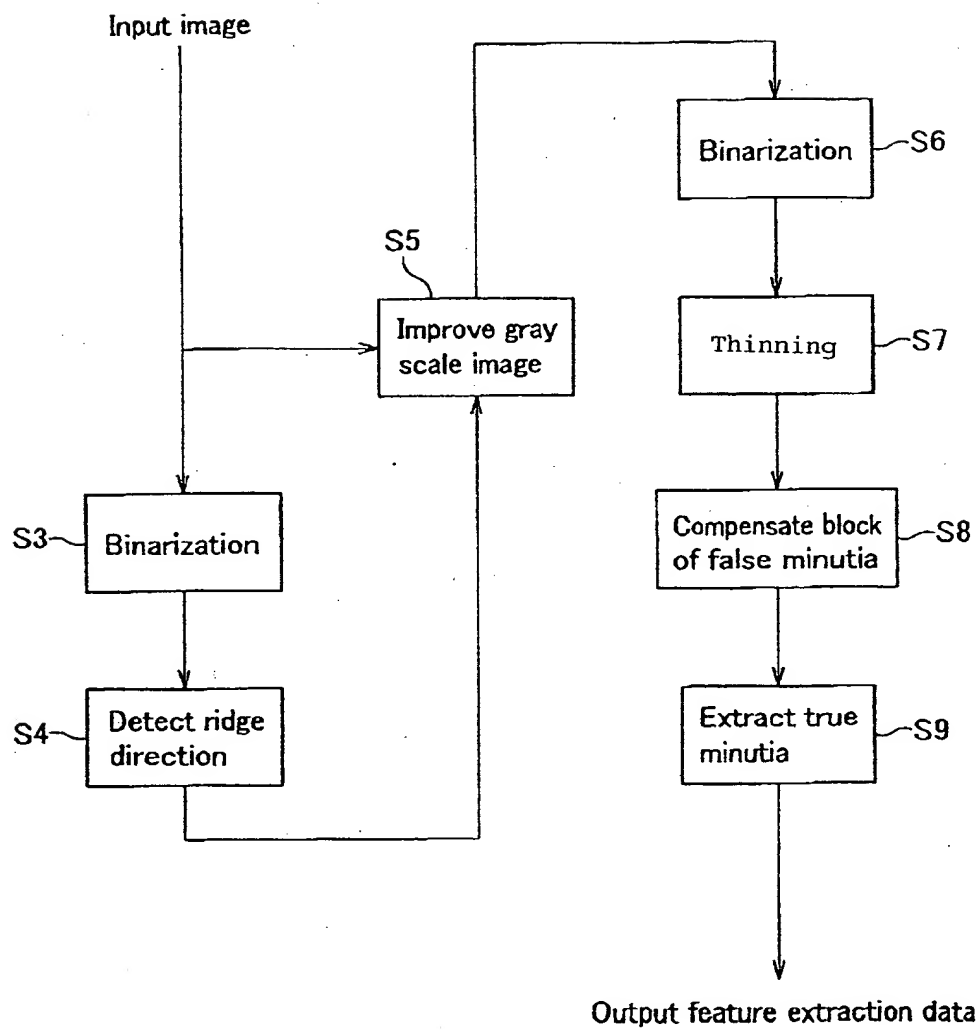 Input image
S3
Binarization
S4
Detect ridge
direction
S5
Improve gray
scale image
Binarization
S6
Thinning
S7
Compensate block
of false minutia
S8
Extract true
minutia
S9
Output feature extraction data